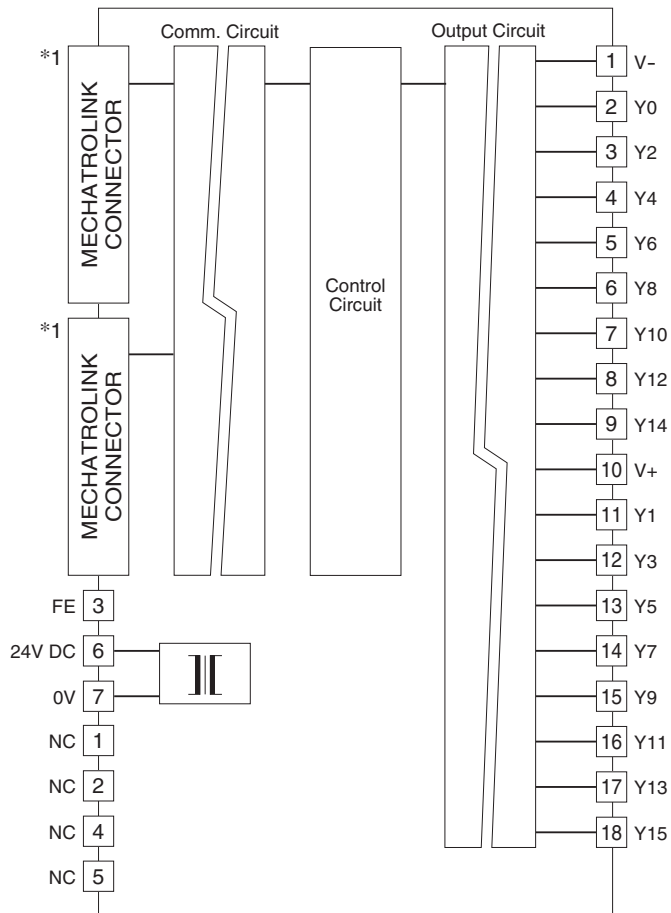 Comm. Circuit
Output Circuit
*1
MECHATROLINK
CONNECTOR
*1
MECHATROLINK
CONNECTOR
Control
Circuit
FE 3
24V DC 6
0V 7
NC 1
NC 2
NC 4
NC 5
1 V-
2 Y0
3 Y2
4 Y4
5 Y6
6 Y8
7 Y10
8 Y12
9 Y14
10 V+
11 Y1
12 Y3
13 Y5
14 Y7
15 Y9
16 Y11
17 Y13
18 Y15